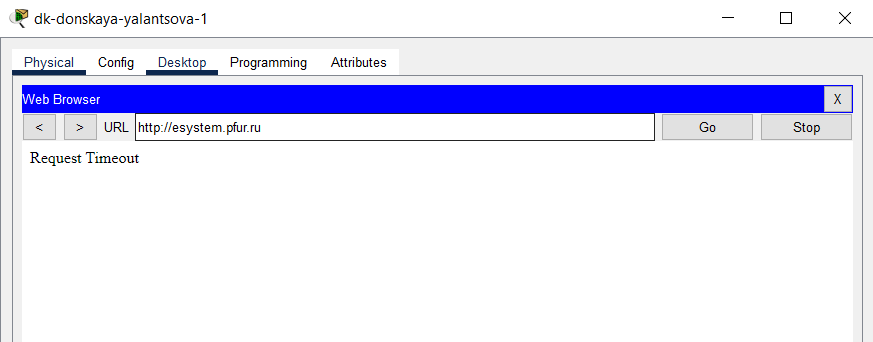 dk-donskaya-yalantsova-1
Physical Config Desktop Programming Attributes
Web Browser X
< > URL http://esystem.pfur.ru Go Stop
Request Timeout